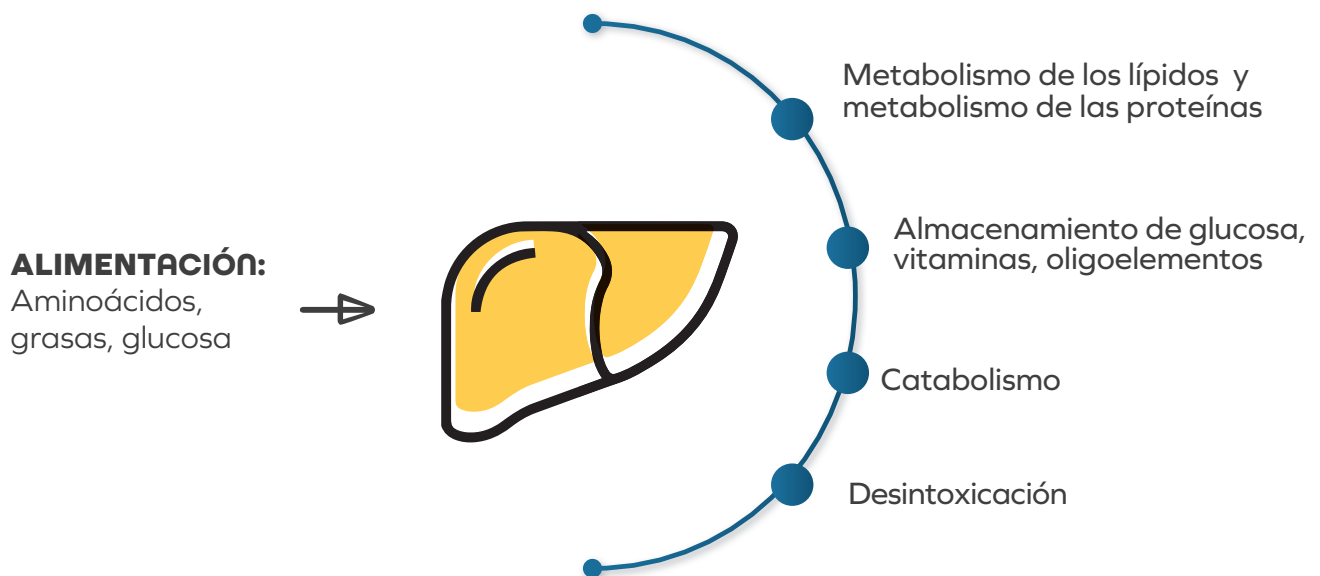 ALIMENTACIÓN:
Aminoácidos,
grasas, glucosa
Metabolismo de los lípidos y
metabolismo de las proteínas
Almacenamiento de glucosa,
vitaminas, oligoelementos
Catabolismo
Desintoxicación